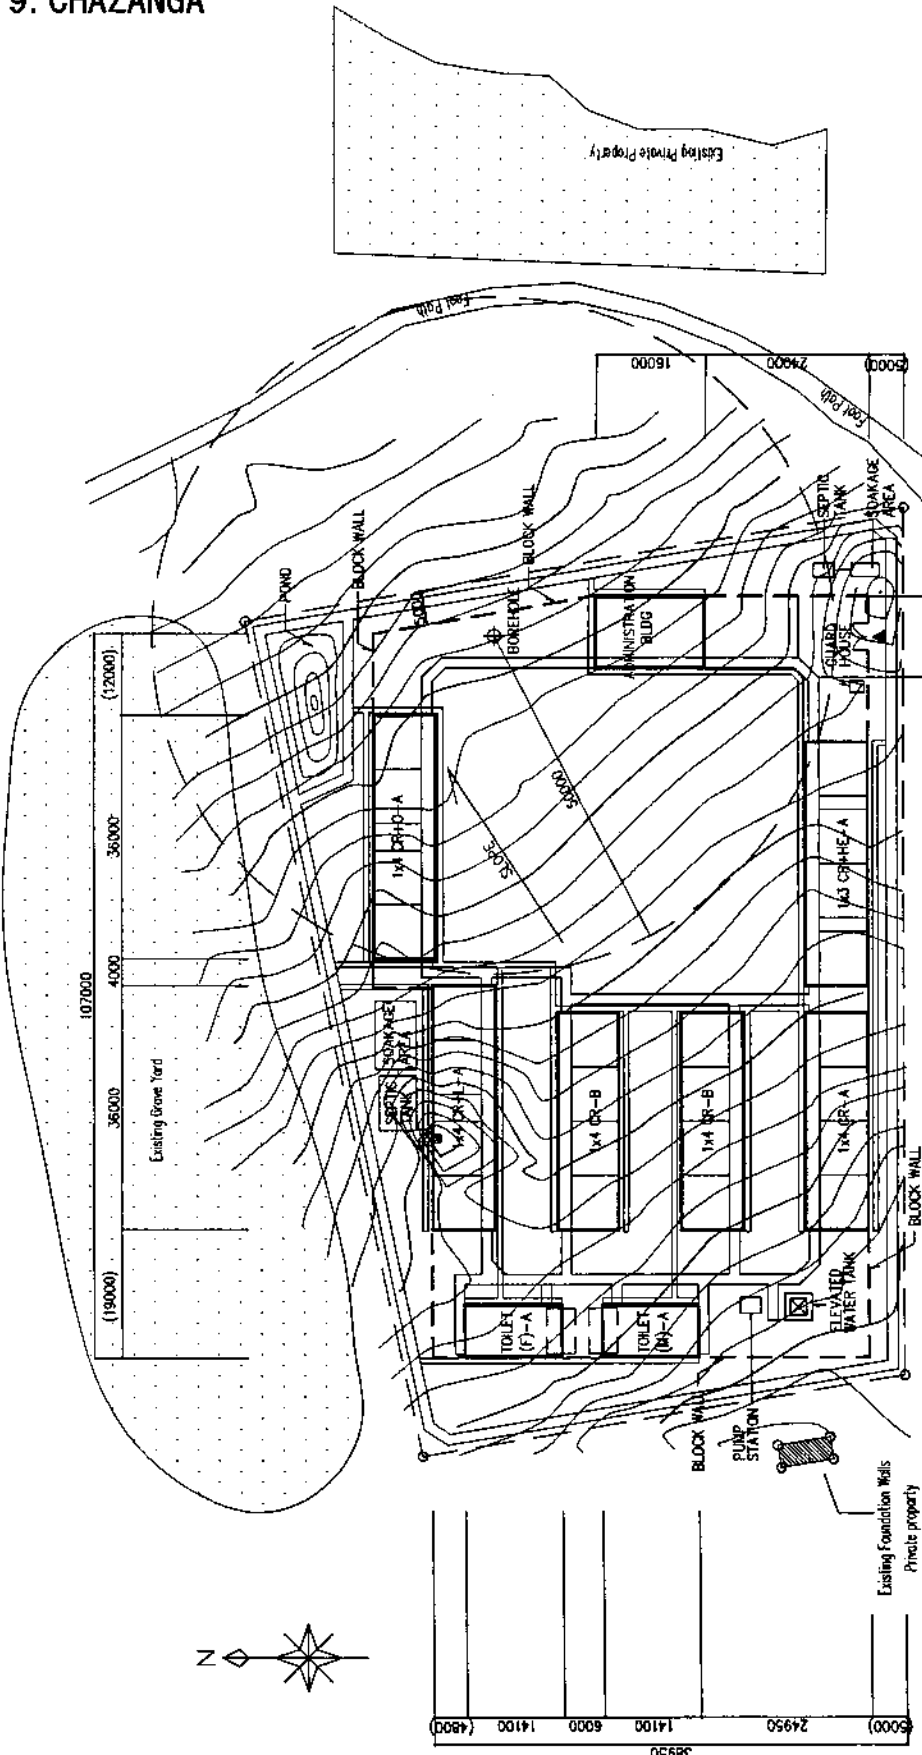 9. CHAZANGA
Existing Private Property
Foot Path
16000
24000
(5000)
Foot Path
SEPTIC
TANK
SOAKAGE
AREA
BLOCK WALL
BLOCK WALL
POND
5000
BOREHOLE
ADMINISTRATION
BLDG
GUARD
HOUSE
(12000)
36000
4000
107000
36000
(19000)
Existing Grave Yard
1x4 CR+O-A
SLOPE
50000
1x3 CR+HE-A
SOAKAGE
AREA
SEPTIC
TANK
1x4 CR+L-A
1x4 CR-B
1x4 CR-B
1x4 CR-A
BLOCK WALL
TOILET
(F)-A
TOILET
(M)-A
ELEVATED
WATER TANK
BLOCK WALL
PUMP
STATION
Existing Foundation Walls
Private property
N
(4800)
14100
6000
14100
24950
(5000)